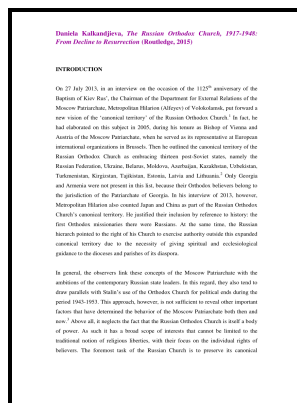 Daniela Kalkandjieva, The Russian Orthodox Church, 1917-1948:
From Decline to Resurrection (Routledge, 2015)
INTRODUCTION
On 27 July 2013, in an interview on the occasion of the 1125th anniversary of the
Baptism of Kiev Rus', the Chairman of the Department for External Relations of the
Moscow Patriarchate, Metropolitan Hilarion (Alfeyev) of Volokolamsk, put forward a
new vision of the 'canonical territory' of the Russian Orthodox Church.1 In fact, he
had elaborated on this subject in 2005, during his tenure as Bishop of Vienna and
Austria of the Moscow Patriarchate, when he served as its representative at European
international organizations in Brussels. Then he outlined the canonical territory of the
Russian Orthodox Church as embracing thirteen post-Soviet states, namely the
Russian Federation, Ukraine, Belarus, Moldova, Azerbaijan, Kazakhstan, Uzbekistan,
Turkmenistan, Kirgizstan, Tajikistan, Estonia, Latvia and Lithuania.2 Only Georgia
and Armenia were not present in this list, because their Orthodox believers belong to
the jurisdiction of the Patriarchate of Georgia. In his interview of 2013, however,
Metropolitan Hilarion also counted Japan and China as part of the Russian Orthodox
Church's canonical territory. He justified their inclusion by reference to history: the
first Orthodox missionaries there were Russians. At the same time, the Russian
hierarch pointed to the right of his Church to exercise authority outside this expanded
canonical territory due to the necessity of giving spiritual and ecclesiological
guidance to the dioceses and parishes of its diaspora.
In general, the observers link these concepts of the Moscow Patriarchate with the
ambitions of the contemporary Russian state leaders. In this regard, they also tend to
draw parallels with Stalin's use of the Orthodox Church for political ends during the
period 1943-1953. This approach, however, is not sufficient to reveal other important
factors that have determined the behavior of the Moscow Patriarchate both then and
now.3 Above all, it neglects the fact that the Russian Orthodox Church is itself a body
of power. As such it has a broad scope of interests that cannot be limited to the
traditional notion of religious liberties, with their focus on the individual rights of
believers. The foremost task of the Russian Church is to preserve its canonical